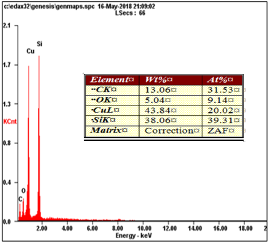 c:\edax32\genesis\genmaps.spc 16-May-2018 21:09:02
LSecs : 66
2.1
1.7
KCnt
1.3
0.8
0.4
0.0
Cu
Si
O
C
Element¤ Wt%¤ At%¤
··CK¤ 13.06¤ 31.53¤
··OK¤ 5.04¤ 9.14¤
·CuL¤ 43.84¤ 20.02¤
·SiK¤ 38.06¤ 39.31¤
Matrix¤ Correction¤ ZAF¤
2.00 4.00 6.00 8.00 10.00 12.00 14.00 16.00 18.00
Energy - keV